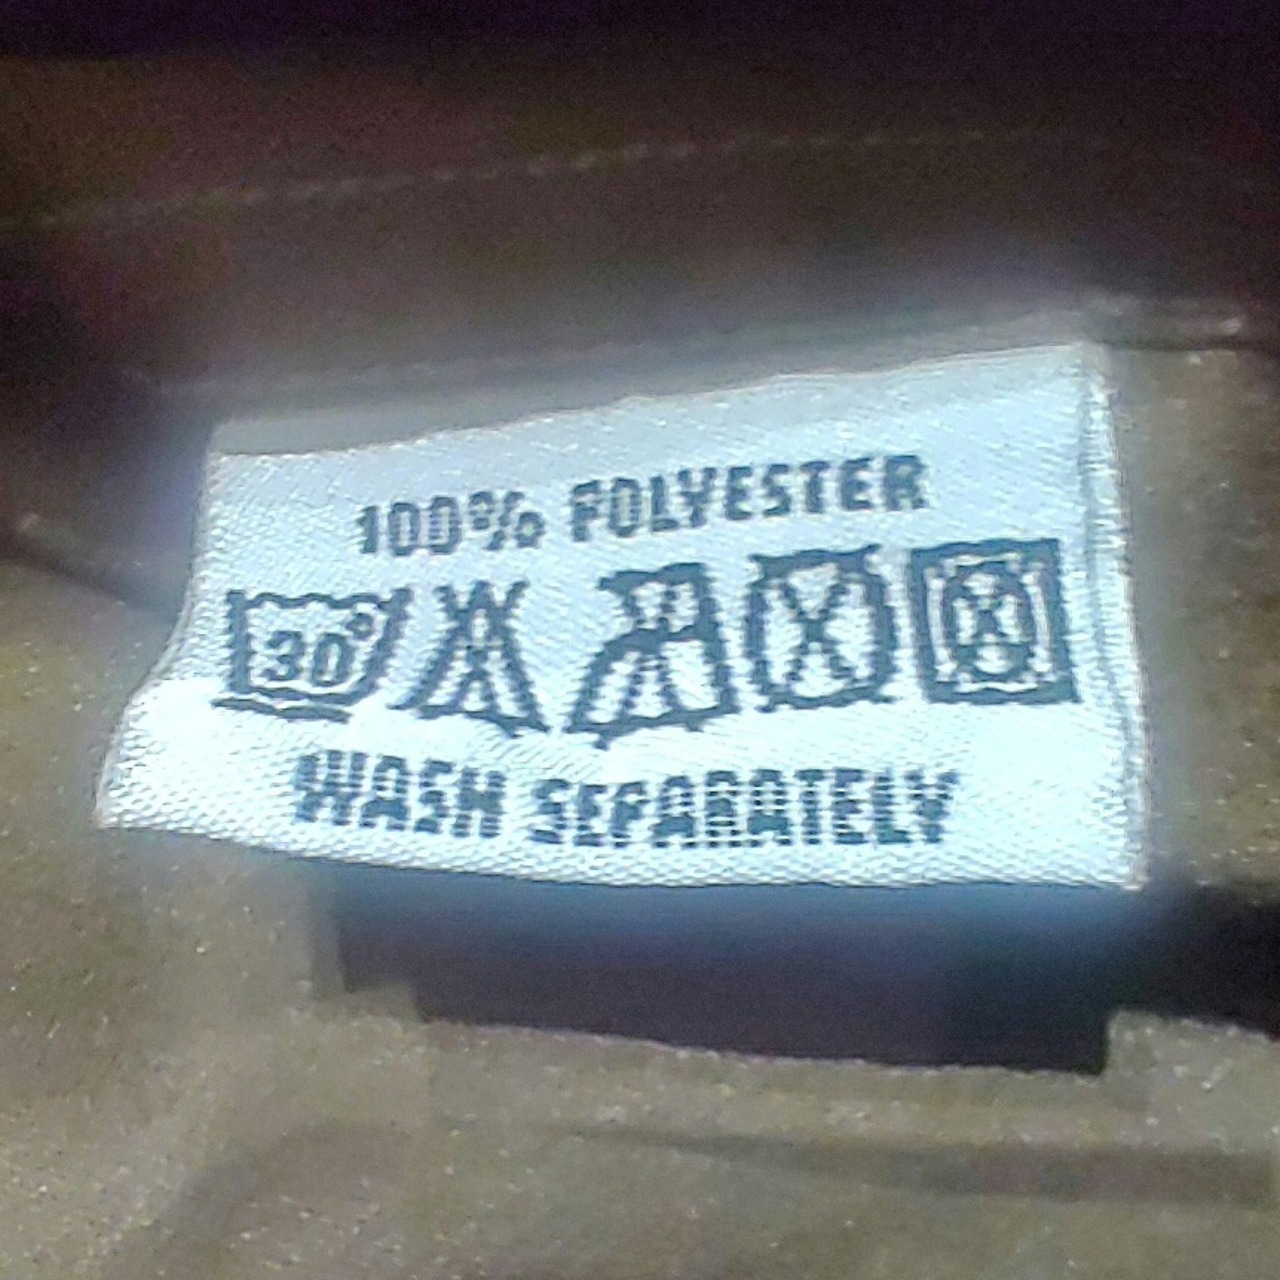 100% POLYESTER
30°
WASH SEPARATELY